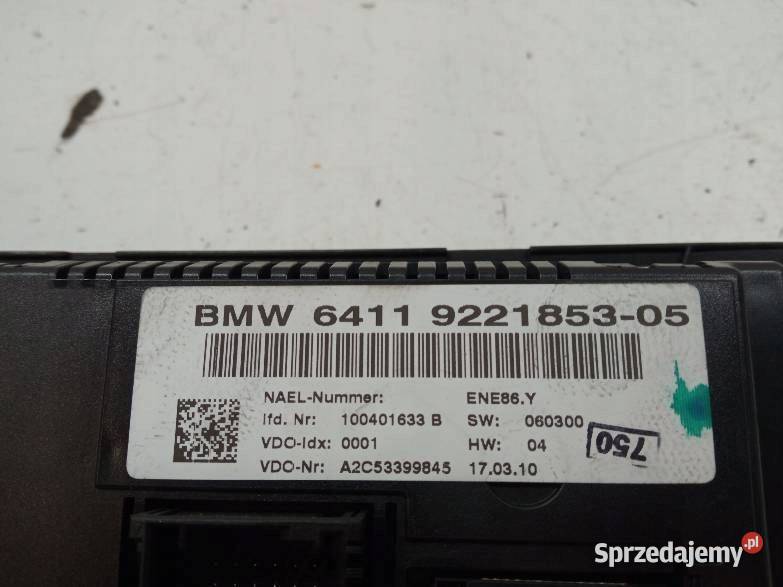 BMW 6411 9221853-05
NAEL-Nummer: ENE86.Y
lfd. Nr: 100401633 B SW: 060300
VDO-Idx: 0001 HW: 04
750
VDO-Nr: A2C53399845 17.03.10
Sprzedajemy.pl